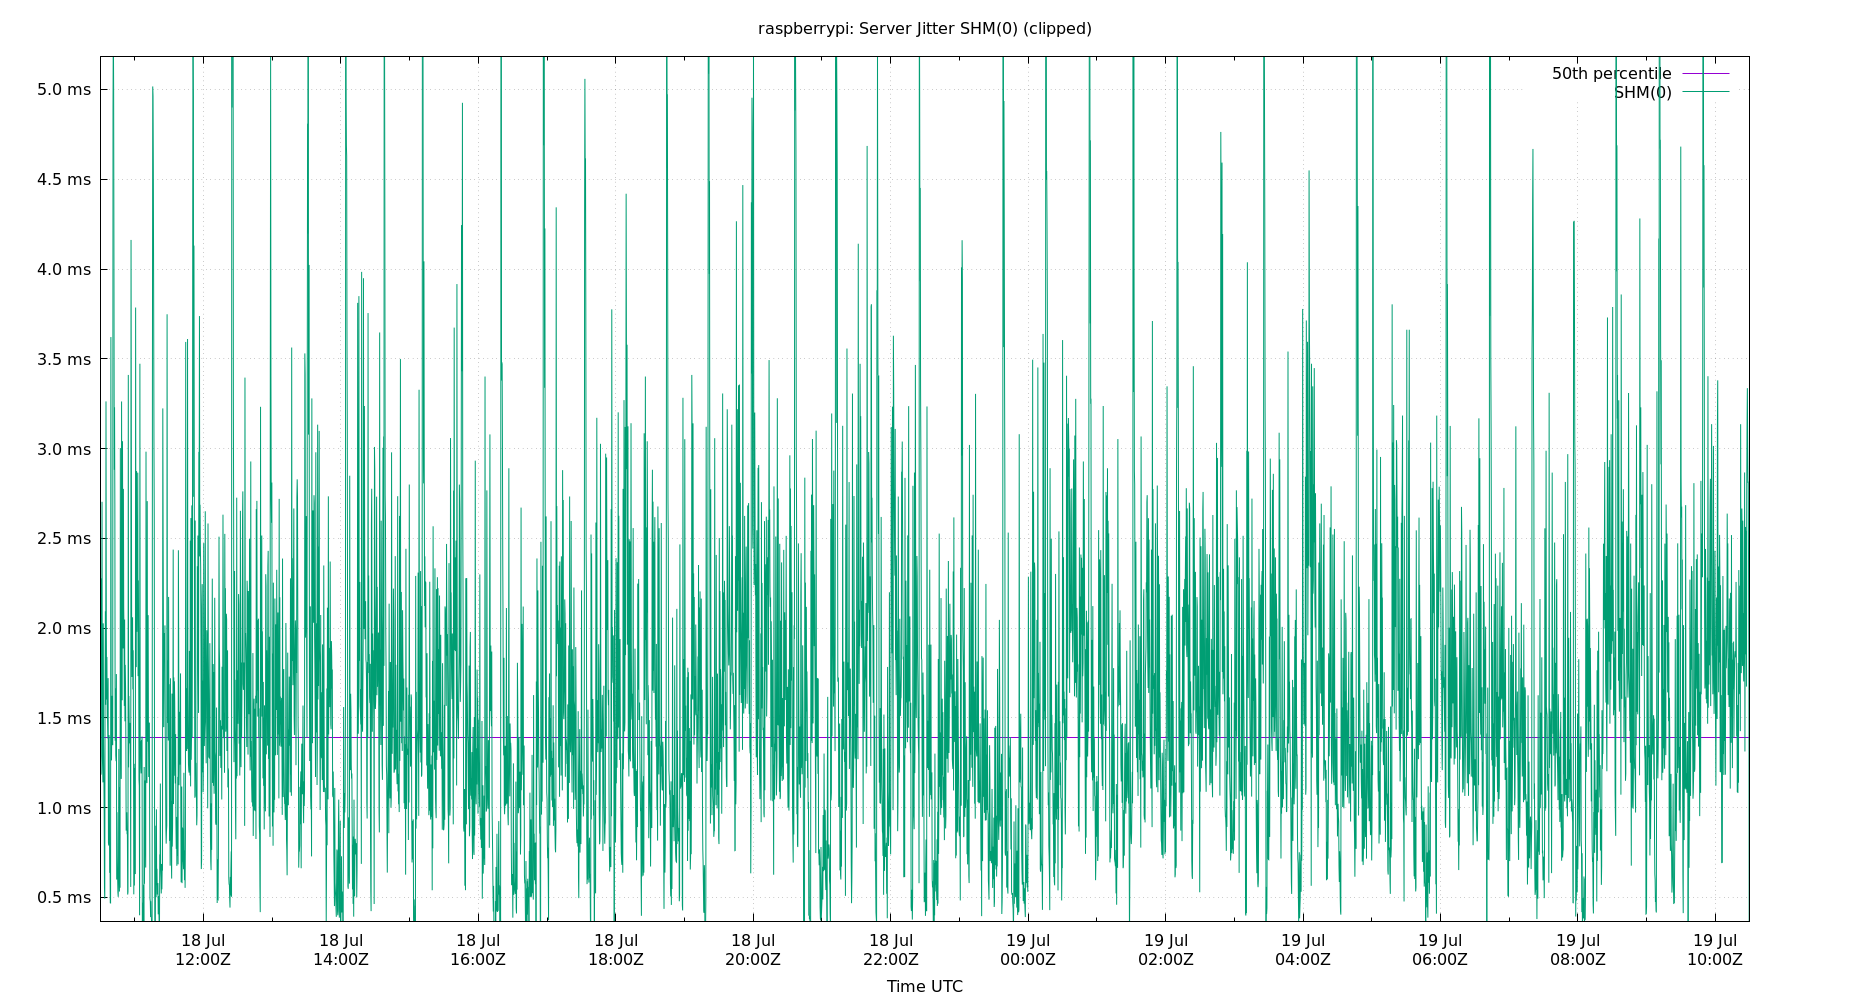 raspberrypi: Server Jitter SHM(0) (clipped)
50th percentile
SHM(0)
5.0 ms
4.5 ms
4.0 ms
3.5 ms
3.0 ms
2.5 ms
2.0 ms
1.5 ms
1.0 ms
0.5 ms
18 Jul 18 Jul 18 Jul 18 Jul 18 Jul 18 Jul 19 Jul 19 Jul 19 Jul 19 Jul 19 Jul 19 Jul
12:00Z 14:00Z 16:00Z 18:00Z 20:00Z 22:00Z 00:00Z 02:00Z 04:00Z 06:00Z 08:00Z 10:00Z
Time UTC